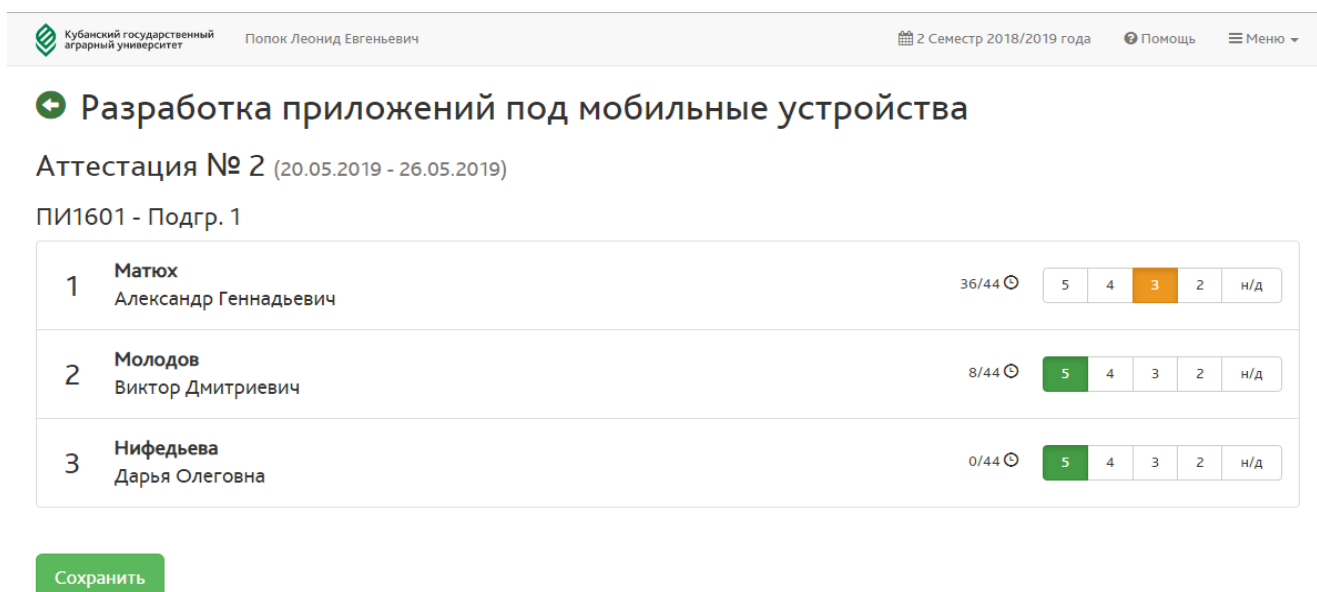 Кубанский государственный
аграрный университет
Попок Леонид Евгеньевич
2 Семестр 2018/2019 года
Помощь
Меню
Разработка приложений под мобильные устройства
Аттестация № 2 (20.05.2019 - 26.05.2019)
ПИ1601 - Подгр. 1
1
Матюх
Александр Геннадьевич
36/44
5 4 3 2 н/д
2
Молодов
Виктор Дмитриевич
8/44
5 4 3 2 н/д
3
Нифедьева
Дарья Олеговна
0/44
5 4 3 2 н/д
Сохранить